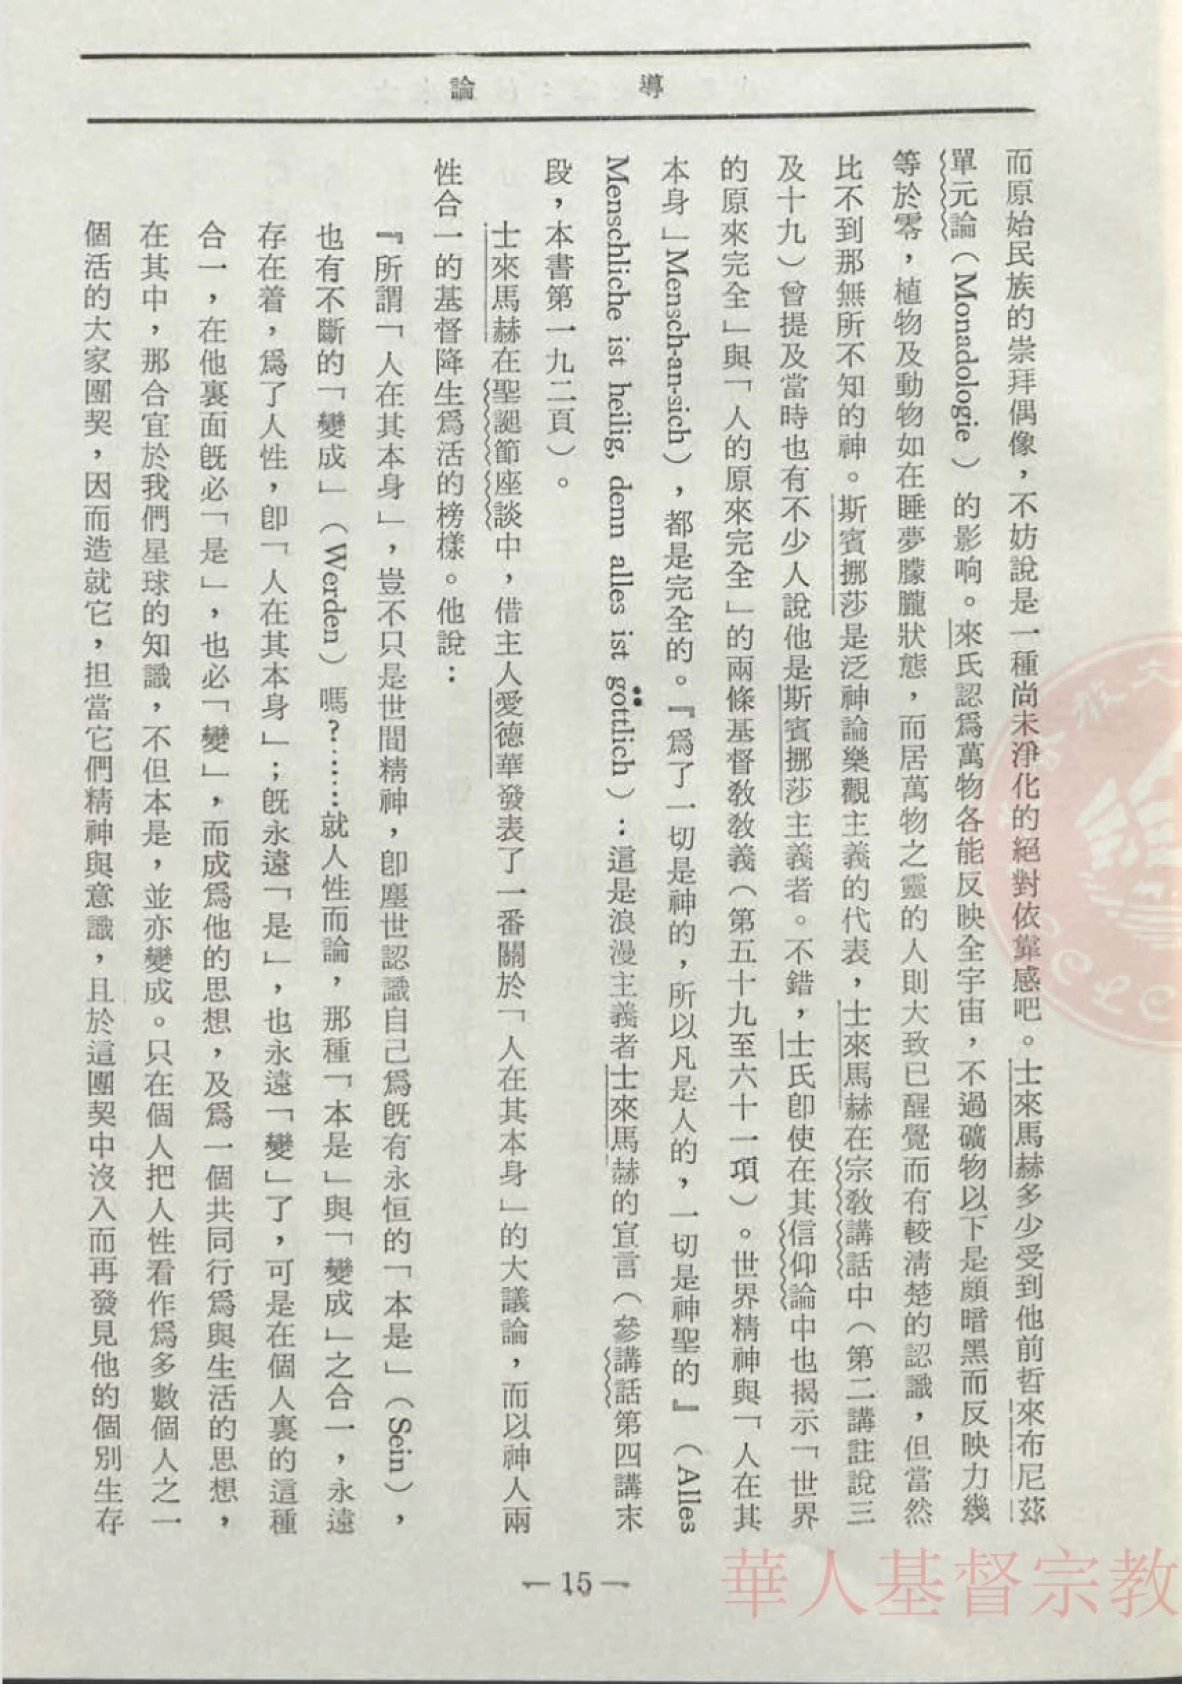 導論
而原始民族的崇拜偶像，不妨說是一種尚未淨化的絕對依靠感吧。士來馬赫多少受到他前哲來布尼茲
單元論（Monadologie）的影响。來氏認爲萬物各能反映全宇宙，不過礦物以下是頗暗黑而反映力幾
等於零，植物及動物如在睡夢朦朧狀態，而居萬物之靈的人則大致已醒覺而有較清楚的認識，但當然
比不到那無所不知的神。斯賓挪莎是泛神論樂觀主義的代表，士來馬赫在宗教講話中（第二講註說三
及十九）曾提及當時也有不少人說他是斯賓挪莎主義者。不錯，士氏卽使在其信仰論中也揭示「世界
的原來完全」與「人的原來完全」的兩條基督教教義（第五十九至六十一項）。世界精神與「人在其
本身」Mensch-an-sich），都是完全的。『爲了一切是神的，所以凡是人的，一切是神聖的』（Alles
Menschliche ist heilig, denn alles ist göttlich）：這是浪漫主義者士來馬赫的宣言（參講話第四講末
段，本書第一九二頁）。
士來馬赫在聖誕節座談中，借主人愛德華發表了一番關於「人在其本身」的大議論，而以神人兩
性合一的基督降生爲活的榜樣。他說：
『所謂「人在其本身」，豈不只是世間精神，卽塵世認識自己爲旣有永恒的「本是」（Sein），
也有不斷的「變成」（Werden）嗎？……就人性而論，那種「本是」與「變成」之合一，永遠
存在着，爲了人性，卽「人在其本身」；旣永遠「是」，也永遠「變」了，可是在個人裏的這種
合一，在他裏面旣必「是」，也必「變」，而成爲他的思想，及爲一個共同行爲與生活的思想，
在其中，那合宜於我們星球的知識，不但本是，並亦變成。只在個人把人性看作爲多數個人之一
個活的大家團契，因而造就它，担當它們精神與意識，且於這團契中沒入而再發見他的個別生存
— 15 —
華人基督宗教